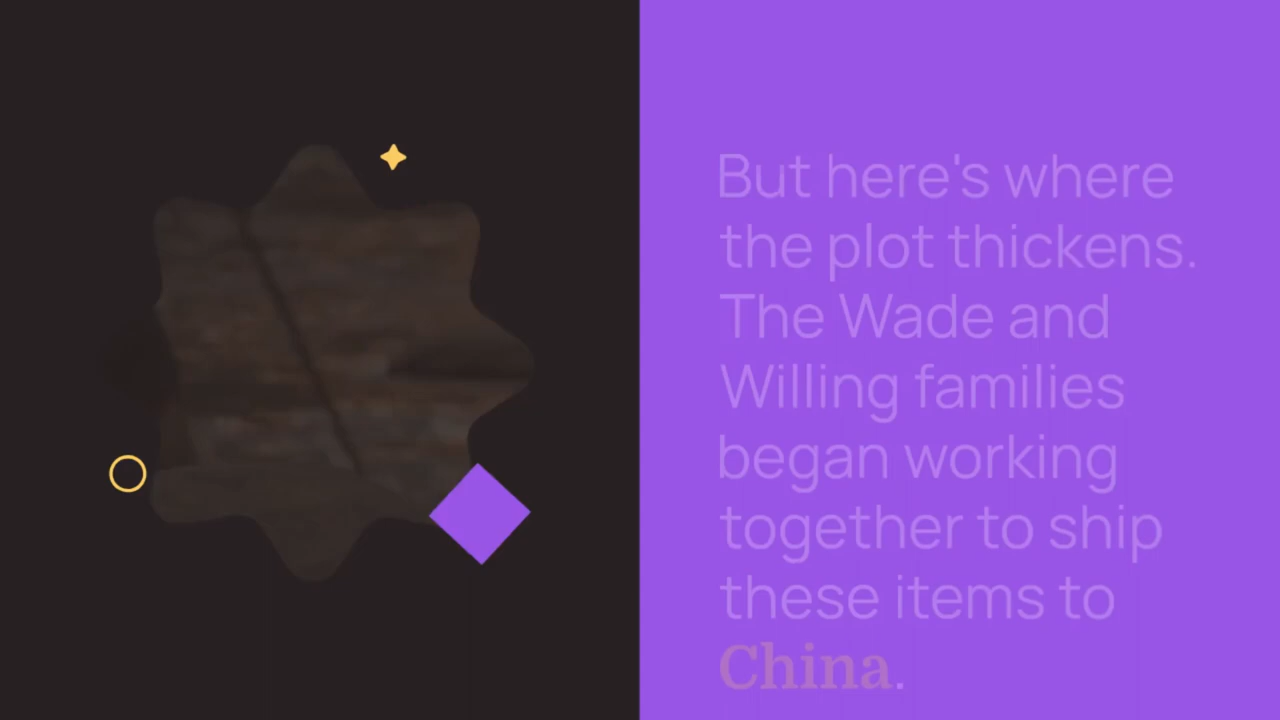 But here's where
the plot thickens.
The Wade and
Willing families
began working
together to ship
these items to
China.